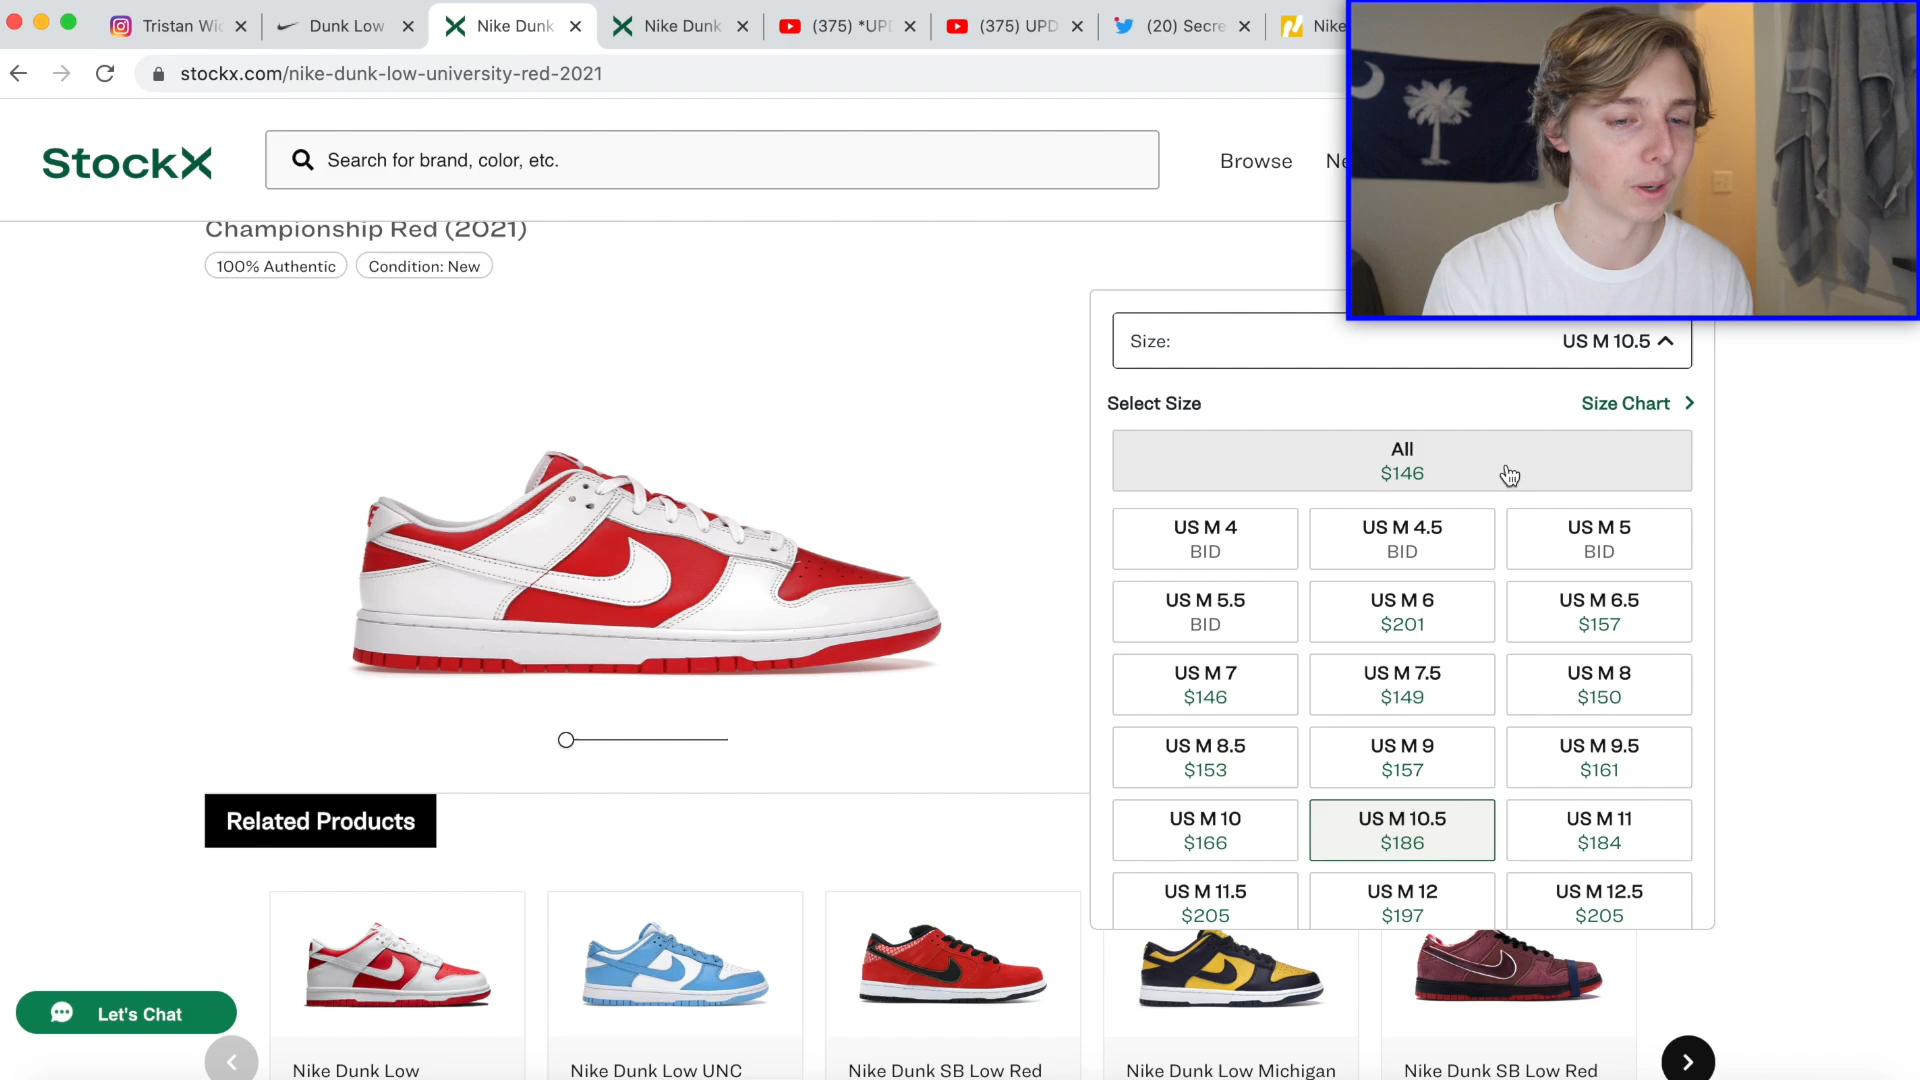 Tristan Wic
Dunk Low
Nike Dunk
Nike Dunk
(375) *UPD
(375) UPD
(20) Secre
Nike
stockx.com/nike-dunk-low-university-red-2021
StockX
Search for brand, color, etc.
Browse
Championship Red (2021)
100% Authentic
Condition: New
Size:
US M 10.5
Select Size
Size Chart
All
$146
US M 4
BID
US M 4.5
BID
US M 5
BID
US M 5.5
BID
US M 6
$201
US M 6.5
$157
US M 7
$146
US M 7.5
$149
US M 8
$150
US M 8.5
$153
US M 9
$157
US M 9.5
$161
US M 10
$166
US M 10.5
$186
US M 11
$184
US M 11.5
$205
US M 12
$197
US M 12.5
$205
Related Products
Let's Chat
Nike Dunk Low
Nike Dunk Low UNC
Nike Dunk SB Low Red
Nike Dunk Low Michigan
Nike Dunk SB Low Red